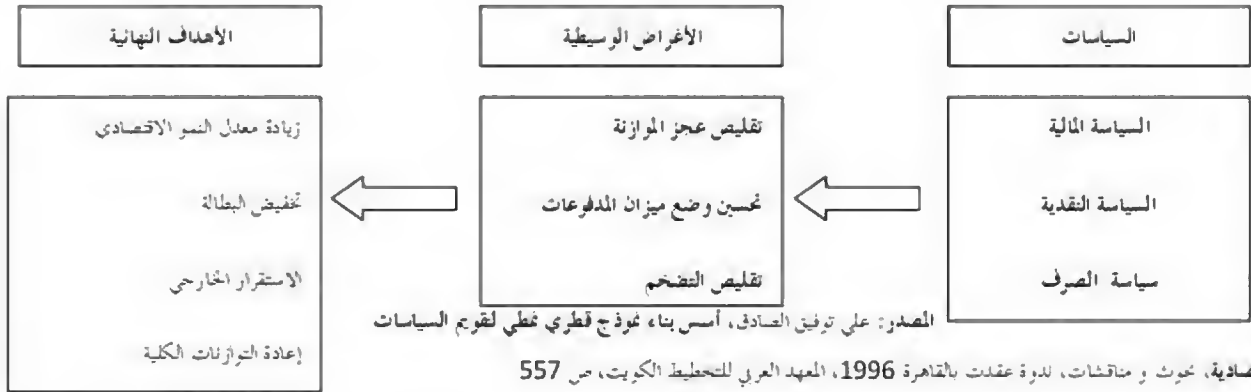 السياسات
الأغراض الوسيطية
الأهداف النهائية
السياسة المالية
السياسة النقدية
سياسة الصرف
تقليص عجز الموازنة
تحسين وضع ميزان المدفوعات
تقليص التضخم
زيادة معدل النمو الاقتصادي
تخفيض البطالة
الاستقرار الخارجي
إعادة التوازنات الكلية
المصدر: علي توفيق الصادق، أسس بناء نموذج قطري نمطي لتقويم السياسات
صادية، بحوث و مناقشات، ندوة عقدت بالقاهرة 1996، المعهد العربي للتخطيط الكويت، ص 557